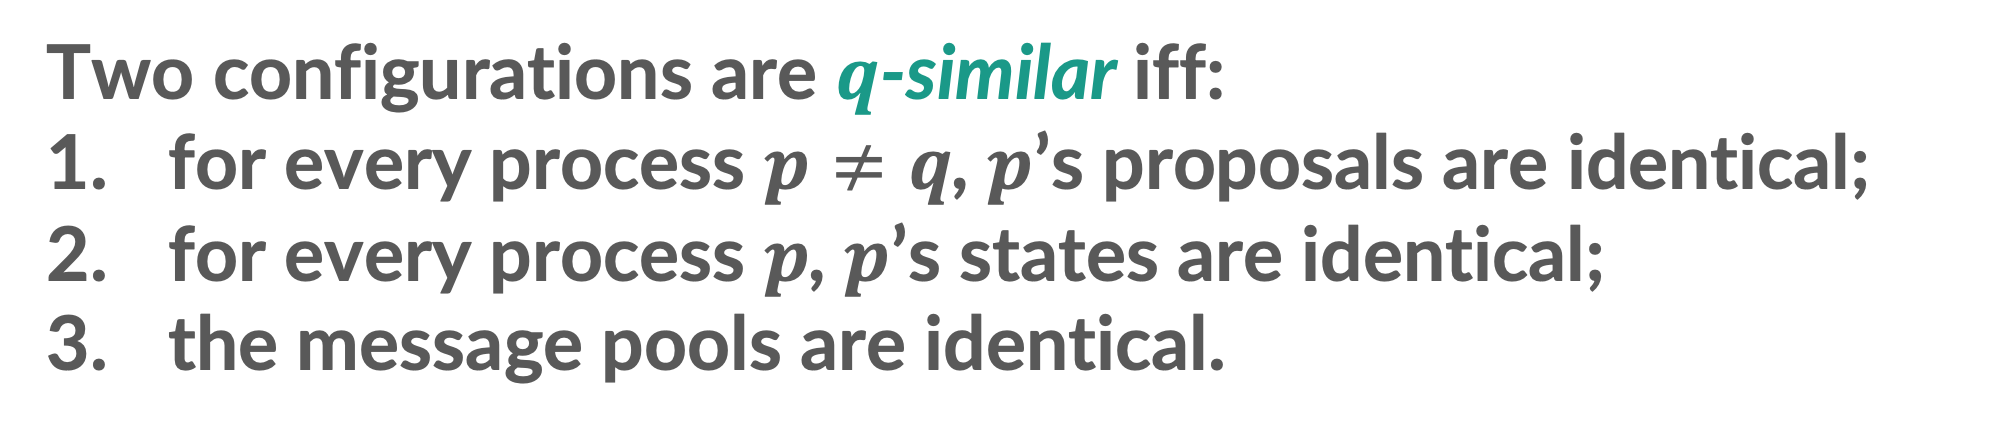 Two configurations are q-similar iff:
1. for every process p ≠ q, p’s proposals are identical;
2. for every process p, p’s states are identical;
3. the message pools are identical.